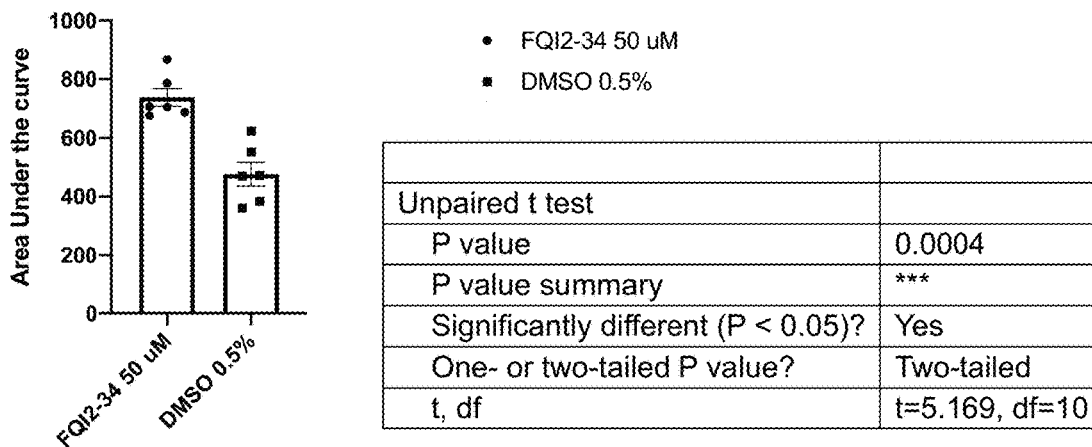 Area Under the curve
1000
800
600
400
200
0
FQI2-34 50 uM
DMSO 0.5%
FQI2-34 50 uM
DMSO 0.5%
Unpaired t test
P value 0.0004
P value summary ***
Significantly different (P < 0.05)? Yes
One- or two-tailed P value? Two-tailed
t, df t=5.169, df=10